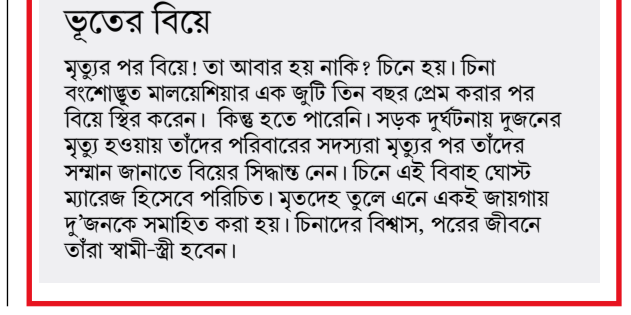 ভূতের বিয়ে
মৃত্যুর পর বিয়ে! তা আবার হয় নাকি? চিনে হয়। চিনা
বংশোদ্ভূত মালয়েশিয়ার এক জুটি তিন বছর প্রেম করার পর
বিয়ে স্থির করেন। কিন্তু হতে পারেনি। সড়ক দুর্ঘটনায় দুজনের
মৃত্যু হওয়ায় তাঁদের পরিবারের সদস্যরা মৃত্যুর পর তাঁদের
সম্মান জানাতে বিয়ের সিদ্ধান্ত নেন। চিনে এই বিবাহ ঘোস্ট
ম্যারেজ হিসেবে পরিচিত। মৃতদেহ তুলে এনে একই জায়গায়
দু'জনকে সমাহিত করা হয়। চিনাদের বিশ্বাস, পরের জীবনে
তাঁরা স্বামী-স্ত্রী হবেন।